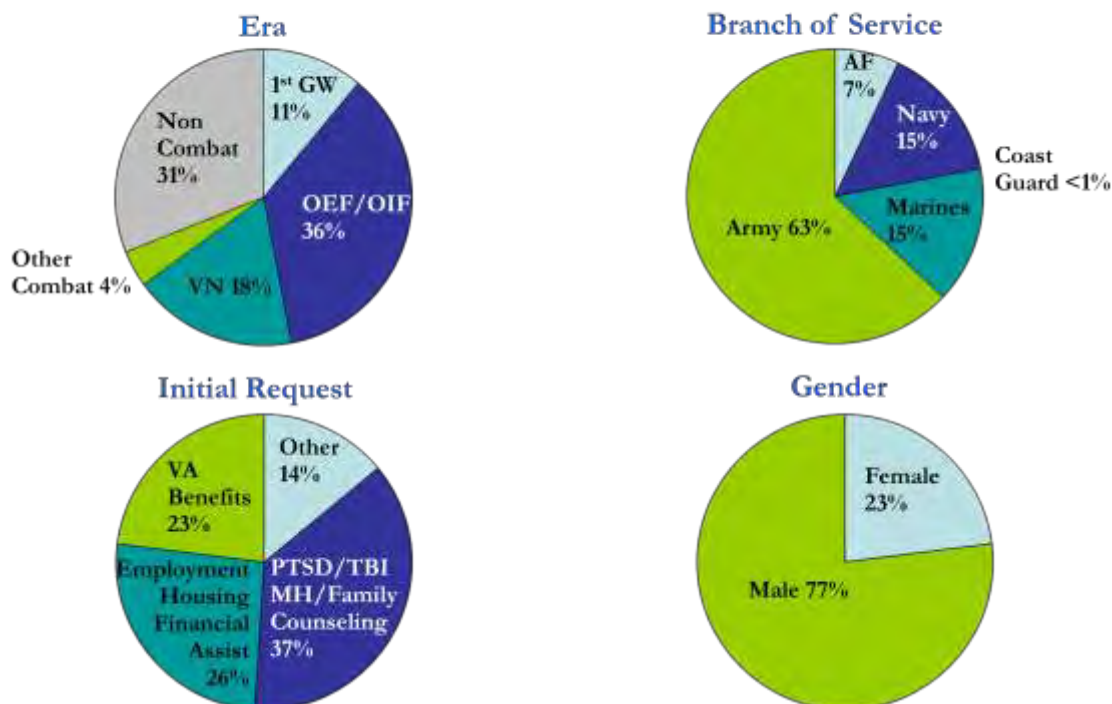 Era
1st GW
11%
Non
Combat
31%
OEF/OIF
36%
Other
Combat 4%
VN 18%
Branch of Service
AF
7%
Navy
15%
Coast
Guard <1%
Marines
15%
Army 63%
Initial Request
Other
14%
VA
Benefits
23%
Employment
Housing
Financial
Assist
26%
PTSD/TBI
MH/Family
Counseling
37%
Gender
Female
23%
Male 77%